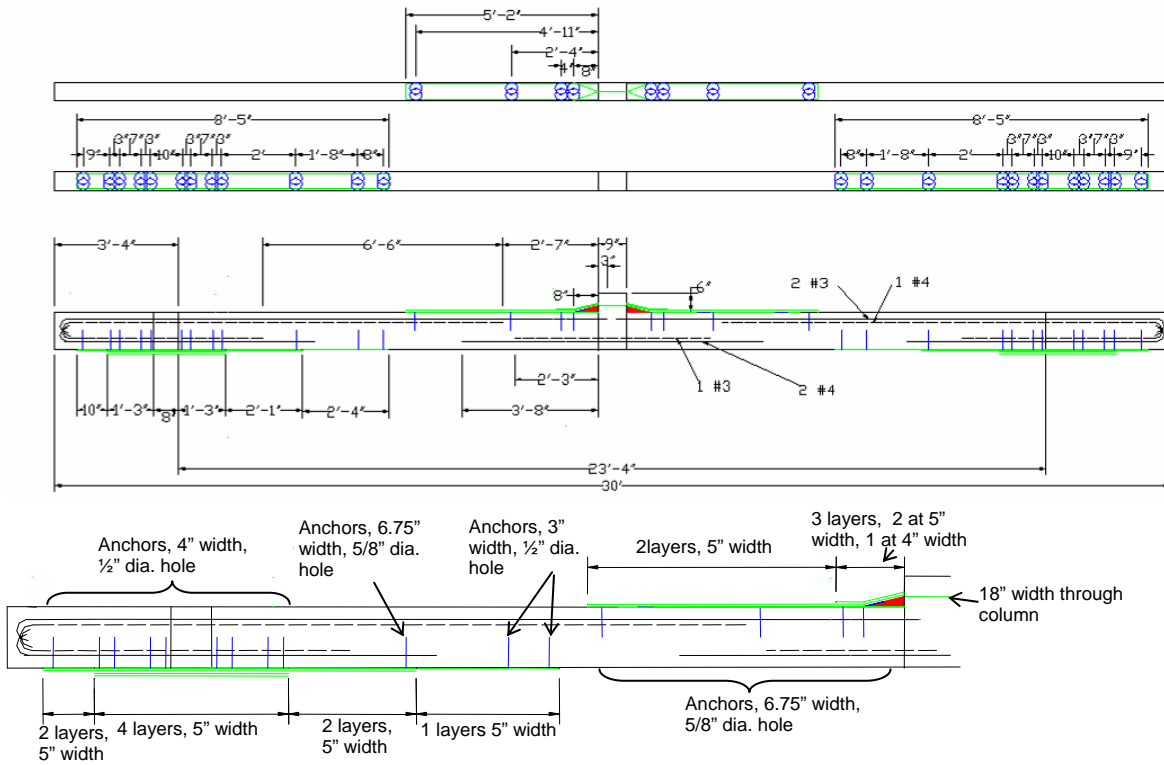 5'-2"
4'-11"
2'-4"
4" 8"
8'-5" 8'-5"
9" 3" 7" 3" 10" 3" 7" 3" 2' 1'-8" 8" 8" 1'-8" 2' 3" 7" 3" 10" 3" 7" 3" 9"
3'-4" 6'-6" 2'-7" 9"
3"
8" 6" 2 #3 1 #4
2'-3" 1 #3 2 #4
10" 1'-3" 8" 1'-3" 2'-1" 2'-4" 3'-8"
23'-4"
30'
Anchors, 4" width,
½" dia. hole
Anchors, 6.75"
width, 5/8" dia.
hole
Anchors, 3"
width, ½" dia.
hole
2layers, 5" width
3 layers, 2 at 5"
width, 1 at 4" width
18" width through
column
2 layers,
5" width
4 layers, 5" width
2 layers,
5" width
1 layers 5" width
Anchors, 6.75" width,
5/8" dia. hole